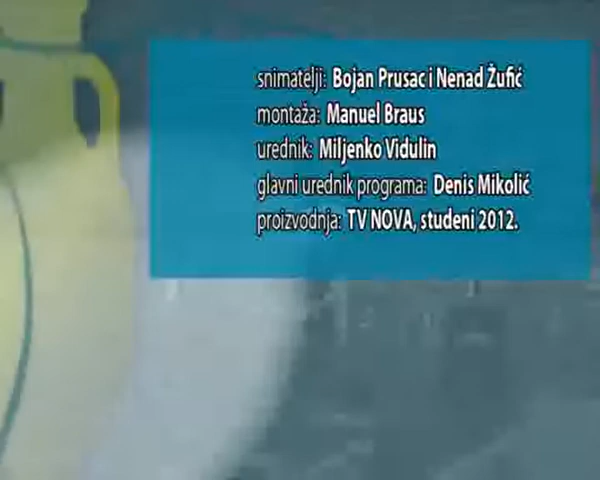 snimatelji: Bojan Prusac i Nenad Žufić
montaža: Manuel Braus
urednik: Miljenko Vidulin
glavni urednik programa: Denis Mikolić
proizvodnja: TV NOVA, studeni 2012.